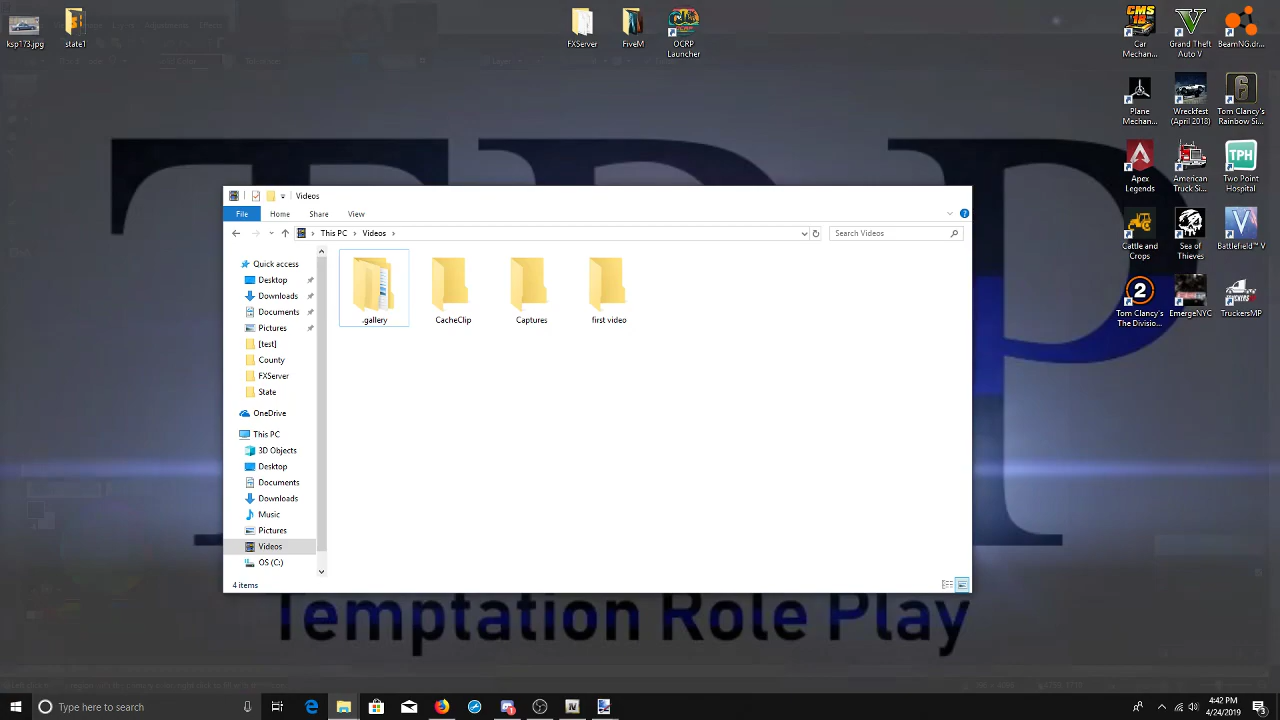 ksp173.jpg
state1
FXServer
FiveM
OCRP
Launcher
Car
Mechan...
Grand Theft
Auto V
BeamNG.dr...
Plane
Mechan...
Wreckfest
(April 2018)
Tom Clancy's
Rainbow Si...
Apex
Legends
American
Truck Si...
Two Point
Hospital
Cattle and
Crops
Sea of
Thieves
Battlefield™ V
Tom Clancy's
The Divisio...
EmergeNYC
TruckersMP
Videos
File Home Share View
This PC Videos
Search Videos
Quick access
Desktop
Downloads
Documents
Pictures
[test]
County
FXServer
State
OneDrive
This PC
3D Objects
Desktop
Documents
Downloads
Music
Pictures
Videos
OS (C:)
.gallery
CacheClip
Captures
first video
4 items
Temptation Role Play
Type here to search
4:42 PM
4/24/2019